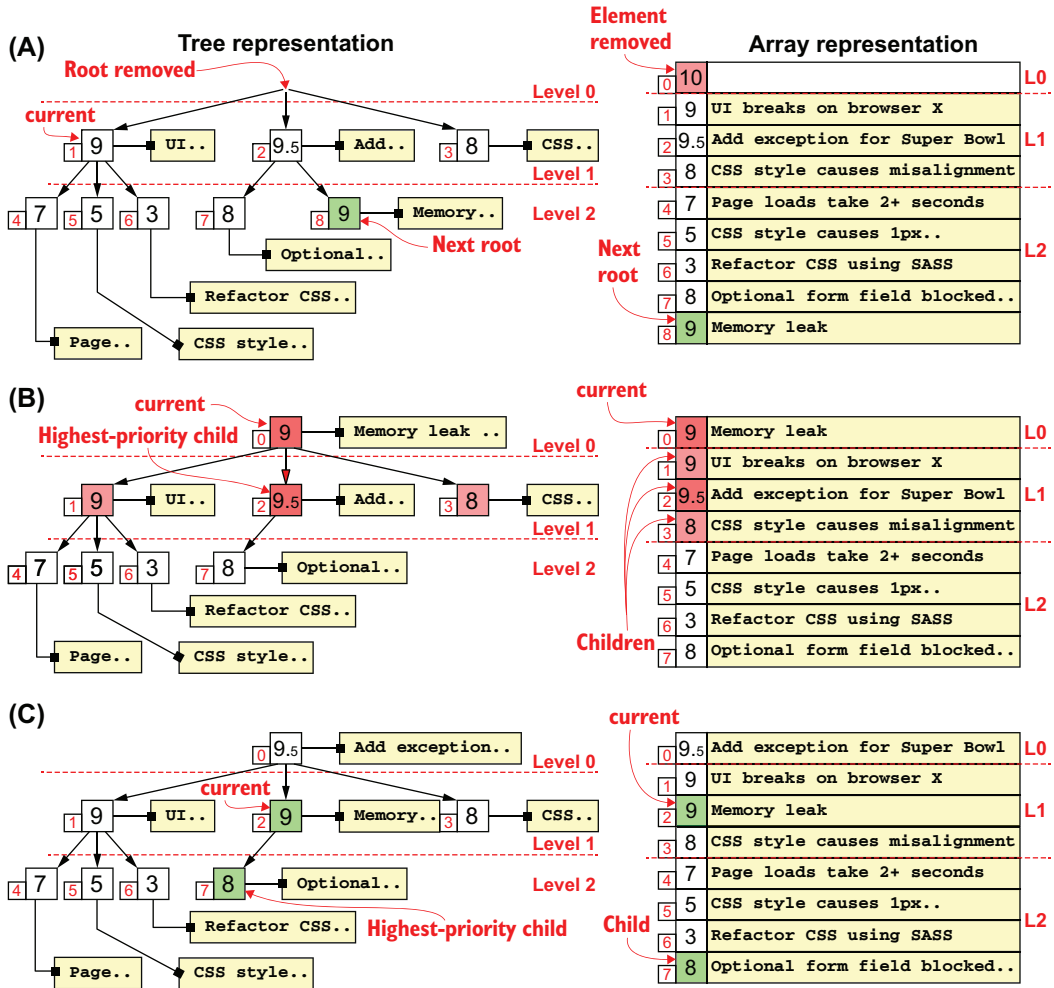 (A)
Tree representation
Element removed
Array representation
Root removed
Level 0
current
1 9 UI..
2 9.5 Add..
3 8 CSS..
Level 1
4 7
5 5
6 3
7 8
8 9 Memory..
Level 2
Next root
Optional..
Refactor CSS..
Page..
CSS style..
0 10 L0
1 9 UI breaks on browser X
2 9.5 Add exception for Super Bowl L1
3 8 CSS style causes misalignment
4 7 Page loads take 2+ seconds
5 5 CSS style causes 1px.. L2
6 3 Refactor CSS using SASS
Next root
7 8 Optional form field blocked..
8 9 Memory leak
(B)
current
Highest-priority child
0 9 Memory leak ..
Level 0
1 9 UI..
2 9.5 Add..
3 8 CSS..
Level 1
4 7
5 5
6 3
7 8 Optional..
Level 2
Refactor CSS..
Page..
CSS style..
current
0 9 Memory leak L0
1 9 UI breaks on browser X
2 9.5 Add exception for Super Bowl L1
3 8 CSS style causes misalignment
4 7 Page loads take 2+ seconds
5 5 CSS style causes 1px.. L2
6 3 Refactor CSS using SASS
Children
7 8 Optional form field blocked..
(C)
0 9.5 Add exception..
Level 0
current
1 9 UI..
2 9 Memory..
3 8 CSS..
Level 1
4 7
5 5
6 3
7 8 Optional..
Level 2
Refactor CSS..
Highest-priority child
Page..
CSS style..
current
0 9.5 Add exception for Super Bowl L0
1 9 UI breaks on browser X
2 9 Memory leak L1
3 8 CSS style causes misalignment
4 7 Page loads take 2+ seconds
5 5 CSS style causes 1px.. L2
Child
6 3 Refactor CSS using SASS
7 8 Optional form field blocked..